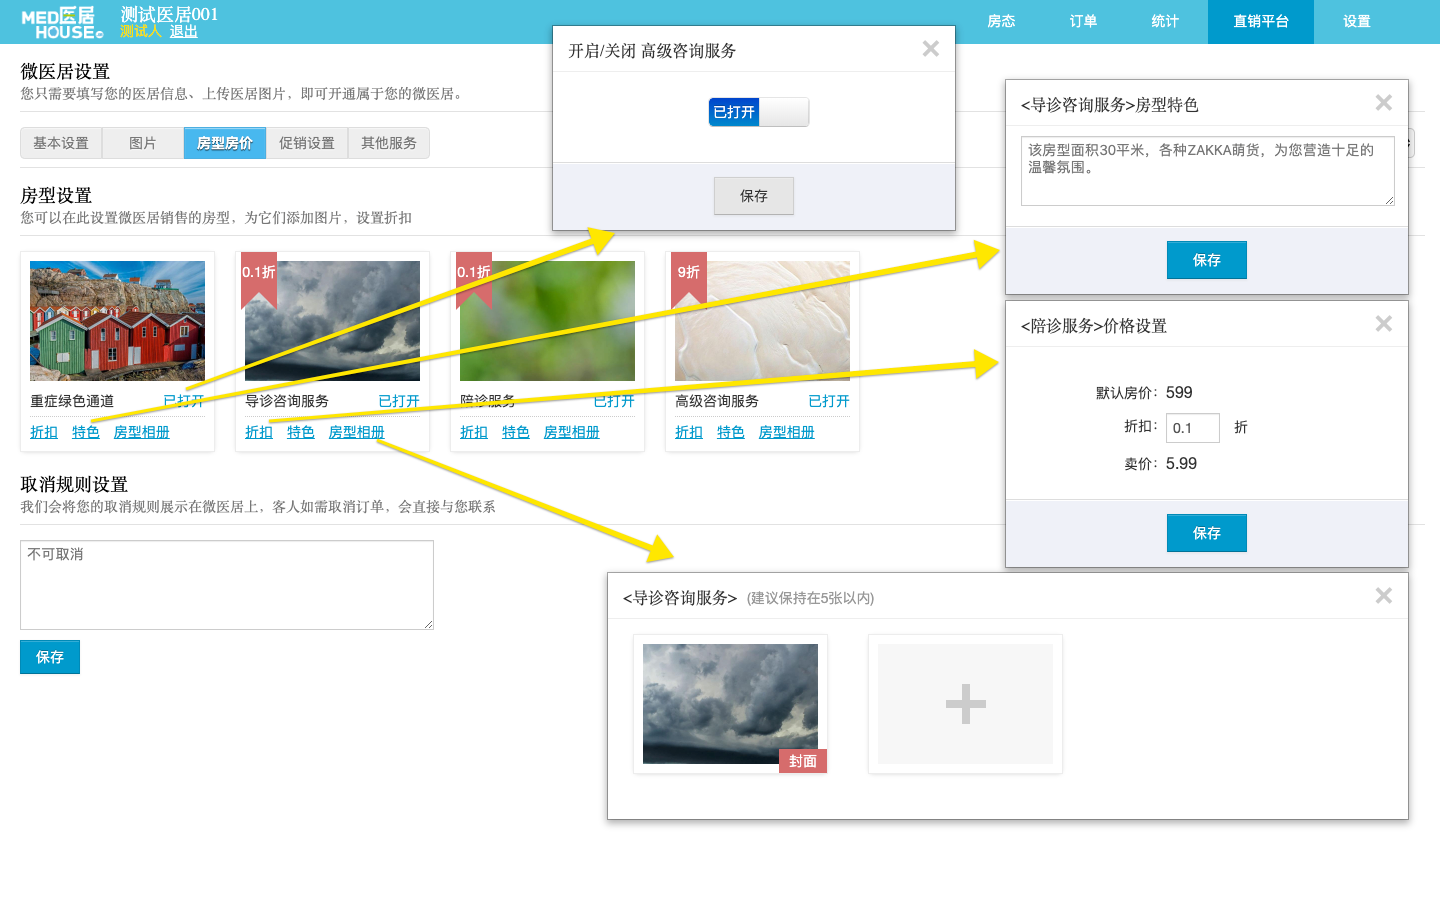 MED医居
HOUSE
测试医居001
测试人 退出
房态 订单 统计 直销平台 设置
微医居设置
您只需要填写您的医居信息、上传医居图片，即可开通属于您的微医居。
基本设置 图片 房型房价 促销设置 其他服务
房型设置
您可以在此设置微医居销售的房型，为它们添加图片，设置折扣
0.1折 0.1折 9折
重症绿色通道 已打开 导诊咨询服务 已打开 陪诊服务 已打开 高级咨询服务 已打开
折扣 特色 房型相册 折扣 特色 房型相册 折扣 特色 房型相册 折扣 特色 房型相册
取消规则设置
我们会将您的取消规则展示在微医居上，客人如需取消订单，会直接与您联系
不可取消
保存
开启/关闭 高级咨询服务
已打开
保存
<导诊咨询服务>房型特色
该房型面积30平米，各种ZAKKA萌货，为您营造十足的
温馨氛围。
保存
<陪诊服务>价格设置
默认房价：599
折扣：0.1 折
卖价：5.99
保存
<导诊咨询服务> (建议保持在5张以内)
封面